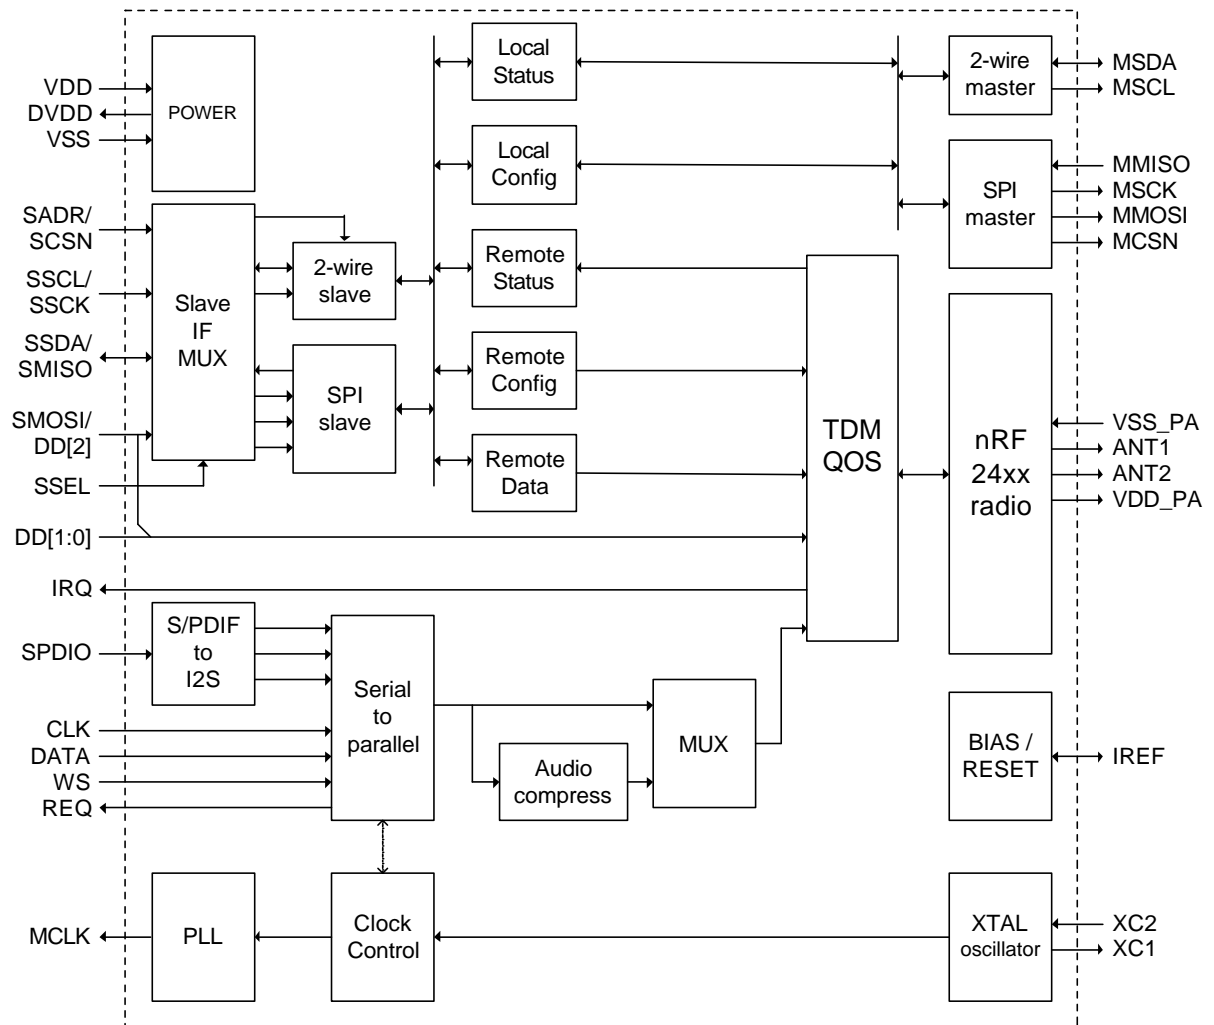 VDD
DVDD
VSS
POWER
SADR/
SCSN
SSCL/
SSCK
SSDA/
SMISO
SMOSI/
DD[2]
SSEL
DD[1:0]
IRQ
Slave
IF
MUX
2-wire
slave
SPI
slave
Local
Status
Local
Config
Remote
Status
Remote
Config
Remote
Data
TDM
QOS
2-wire
master
MSDA
MSCL
SPI
master
MMISO
MSCK
MMOSI
MCSN
nRF
24xx
radio
VSS_PA
ANT1
ANT2
VDD_PA
SPDIO
S/PDIF
to
I2S
CLK
DATA
WS
REQ
Serial
to
parallel
Audio
compress
MUX
BIAS /
RESET
IREF
MCLK
PLL
Clock
Control
XTAL
oscillator
XC2
XC1